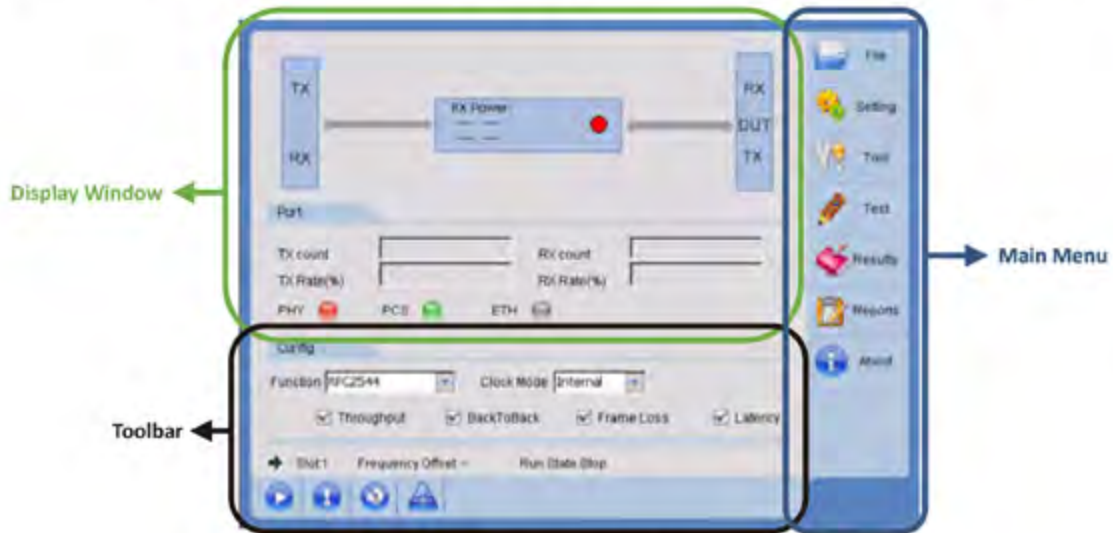 TX
RX
RX Power
RX
DUT
TX
Port
TX count
RX count
TX Rate(%)
RX Rate(%)
PHY
PCS
ETH
Display Window
File
Setting
Tool
Test
Results
Reports
About
Main Menu
Config
Function RFC2544 Clock Mode Internal
Throughput BackToBack Frame Loss Latency
Slot1 Frequency Offset -- Run State:Stop
Toolbar